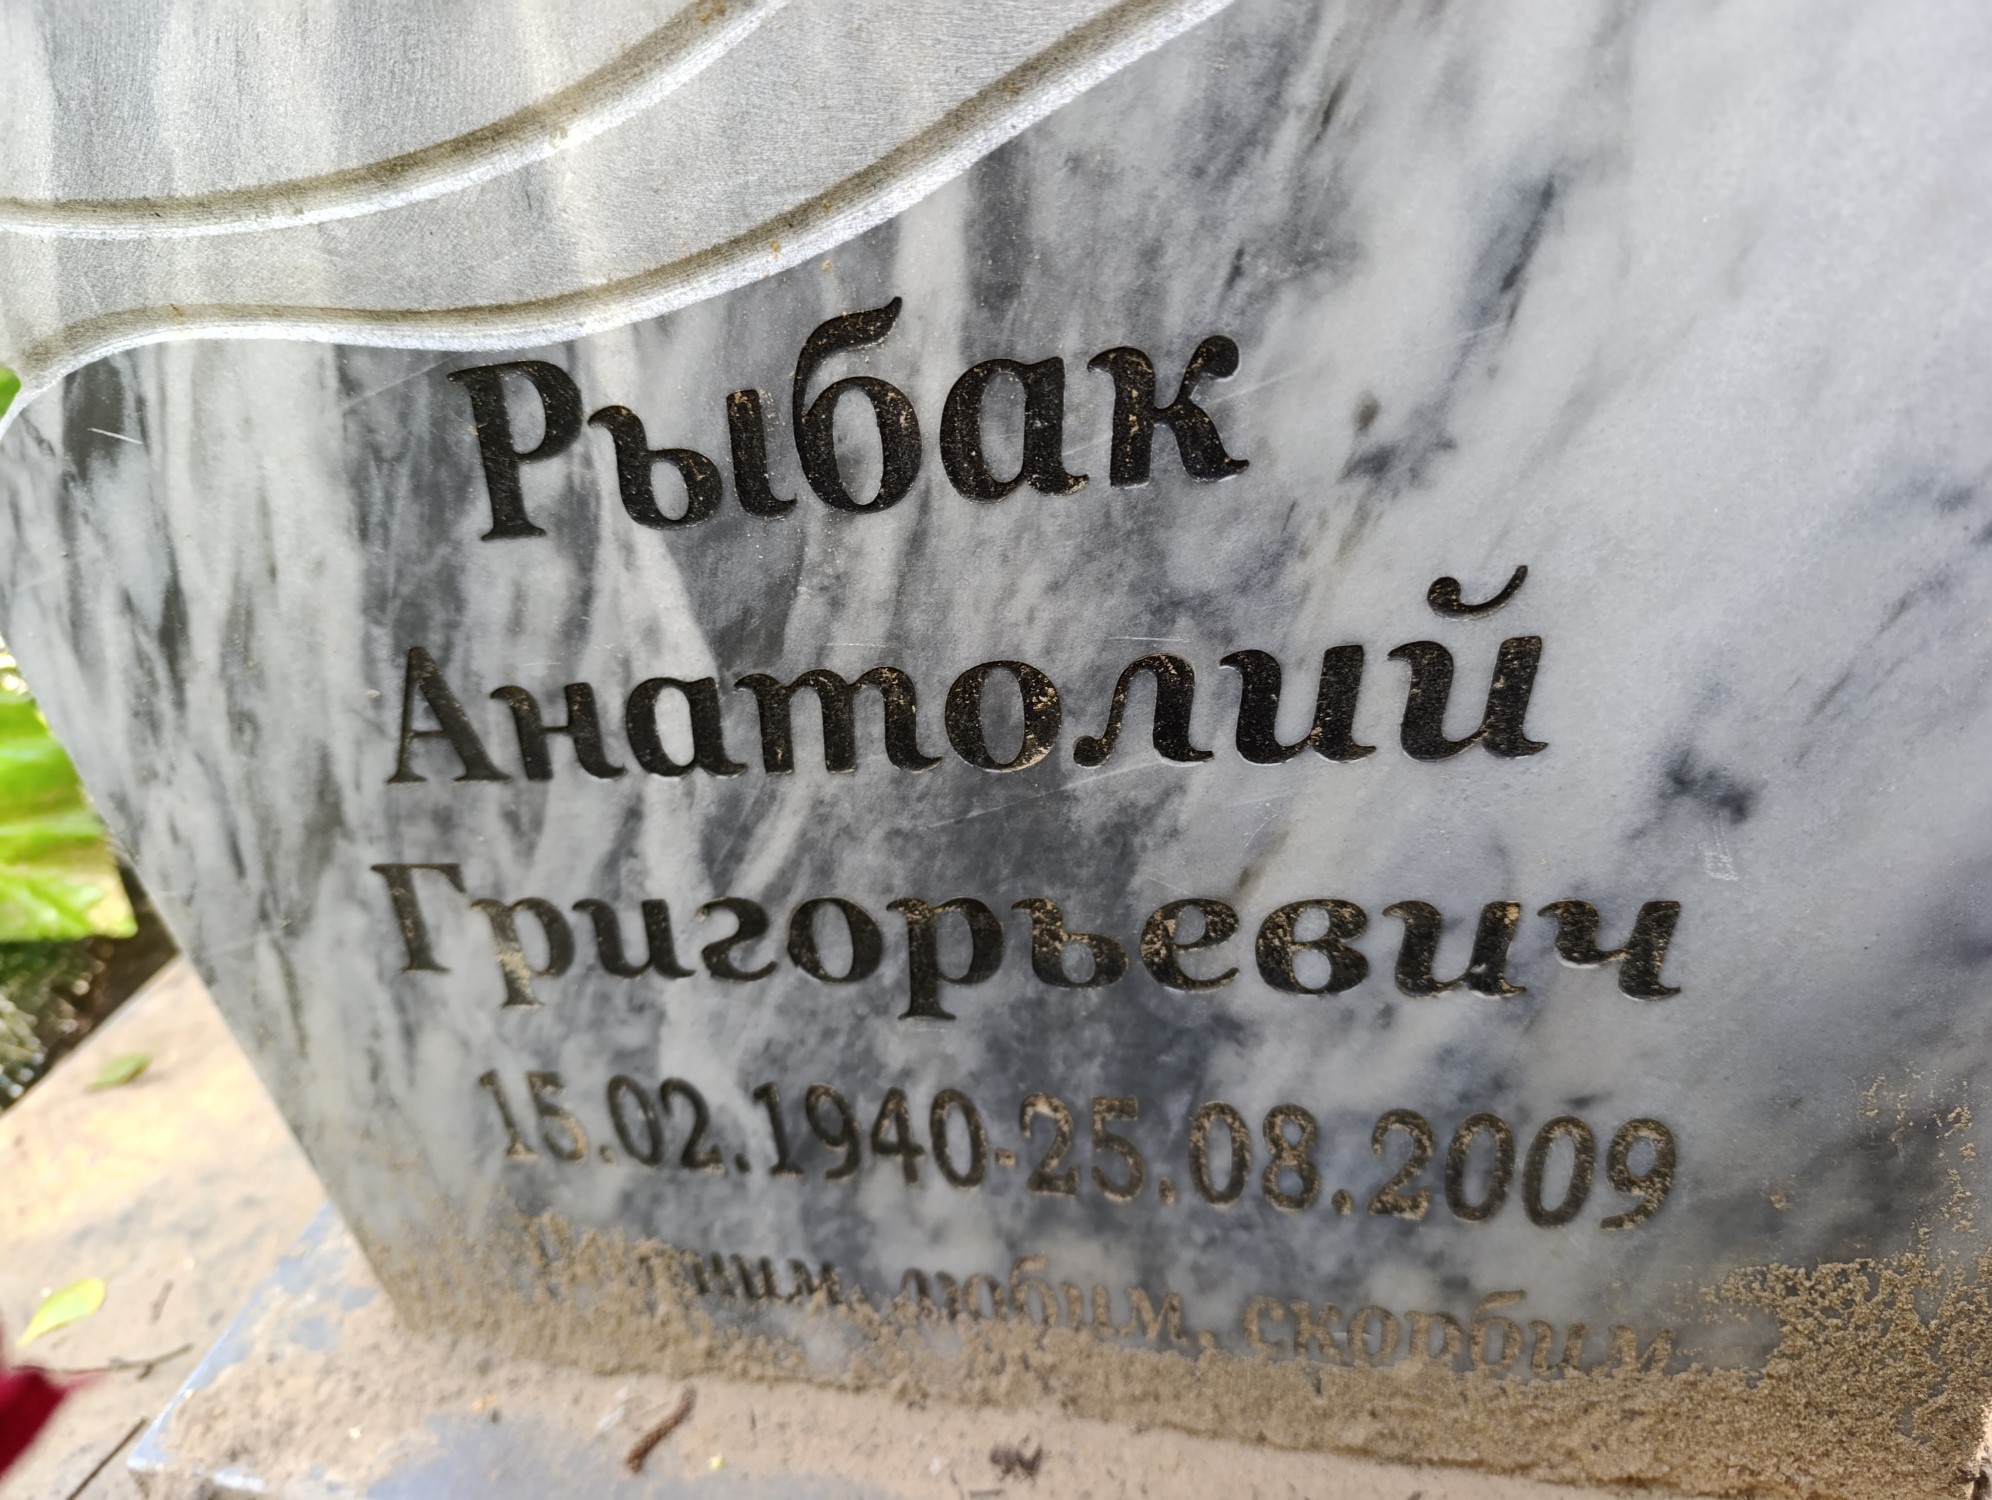 Рыбак
Анатолий
Григорьевич
15.02.1940-25.08.2009
любим, скорбим